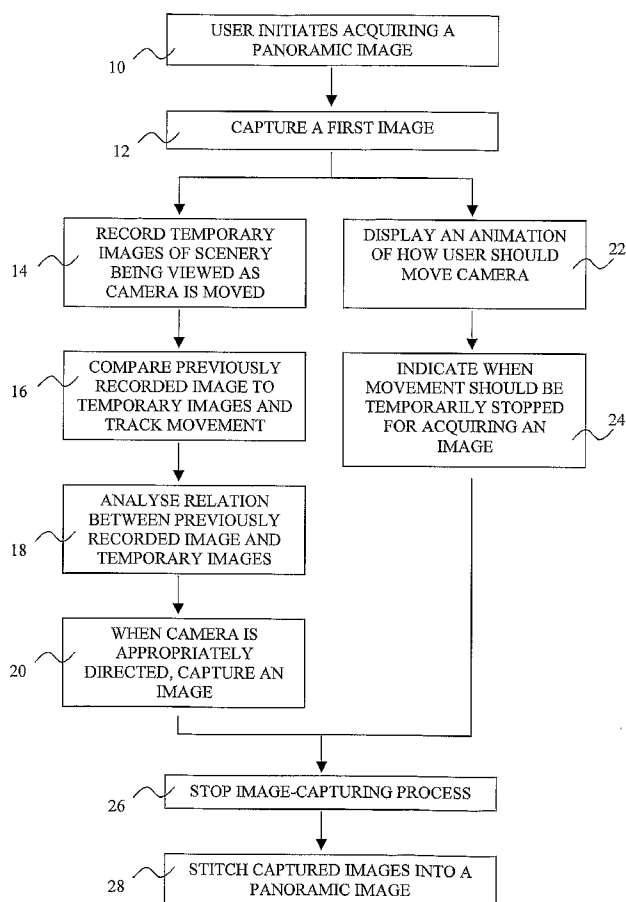 USER INITIATES ACQUIRING A
PANORAMIC IMAGE
10
CAPTURE A FIRST IMAGE
12
RECORD TEMPORARY
IMAGES OF SCENERY
BEING VIEWED AS
CAMERA IS MOVED
14
COMPARE PREVIOUSLY
RECORDED IMAGE TO
TEMPORARY IMAGES AND
TRACK MOVEMENT
16
ANALYSE RELATION
BETWEEN PREVIOUSLY
RECORDED IMAGE AND
TEMPORARY IMAGES
18
WHEN CAMERA IS
APPROPRIATELY
DIRECTED, CAPTURE AN
IMAGE
20
DISPLAY AN ANIMATION
OF HOW USER SHOULD
MOVE CAMERA
22
INDICATE WHEN
MOVEMENT SHOULD BE
TEMPORARILY STOPPED
FOR ACQUIRING AN
IMAGE
24
STOP IMAGE-CAPTURING PROCESS
26
STITCH CAPTURED IMAGES INTO A
PANORAMIC IMAGE
28